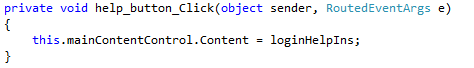 private void help_button_Click(object sender, RoutedEventArgs e)
{
    this.mainContentControl.Content = loginHelpIns;
}